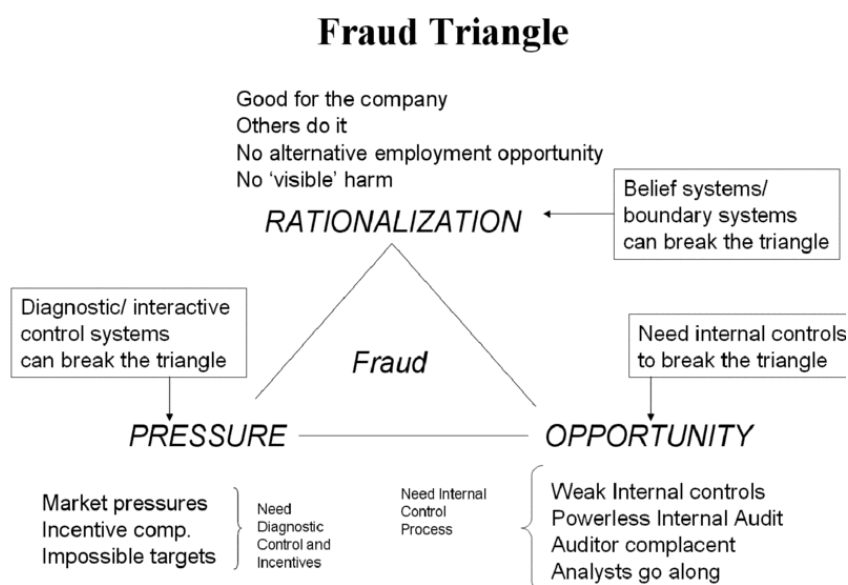 Fraud Triangle
Good for the company
Others do it
No alternative employment opportunity
No ‘visible’ harm
RATIONALIZATION
Belief systems/
boundary systems
can break the triangle
Diagnostic/ interactive
control systems
can break the triangle
Fraud
Need internal controls
to break the triangle
PRESSURE
OPPORTUNITY
Market pressures
Incentive comp.
Impossible targets
Need
Diagnostic
Control and
Incentives
Need Internal
Control
Process
Weak Internal controls
Powerless Internal Audit
Auditor complacent
Analysts go along